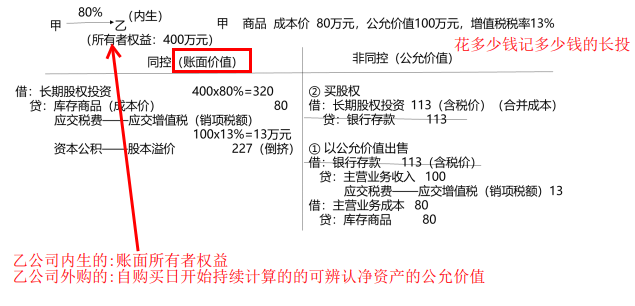 80%
甲 乙 (内生) 甲 商品 成本价 80万元，公允价值100万元，增值税税率13%
(所有者权益：400万元)
花多少钱记多少钱的长投
同控（账面价值）
非同控（公允价值）
借：长期股权投资 400x80%=320
贷：库存商品（成本价） 80
应交税费——应交增值税（销项税额）
100x13%=13万元
资本公积——股本溢价 227（倒挤）
② 买股权
借：长期股权投资 113（含税价）（合并成本）
贷：银行存款 113
① 以公允价值出售
借：银行存款 113（含税价）
贷：主营业务收入 100
应交税费——应交增值税（销项税额）13
借：主营业务成本 80
贷：库存商品 80
乙公司内生的:账面所有者权益
乙公司外购的:自购买日开始持续计算的的可辨认净资产的公允价值